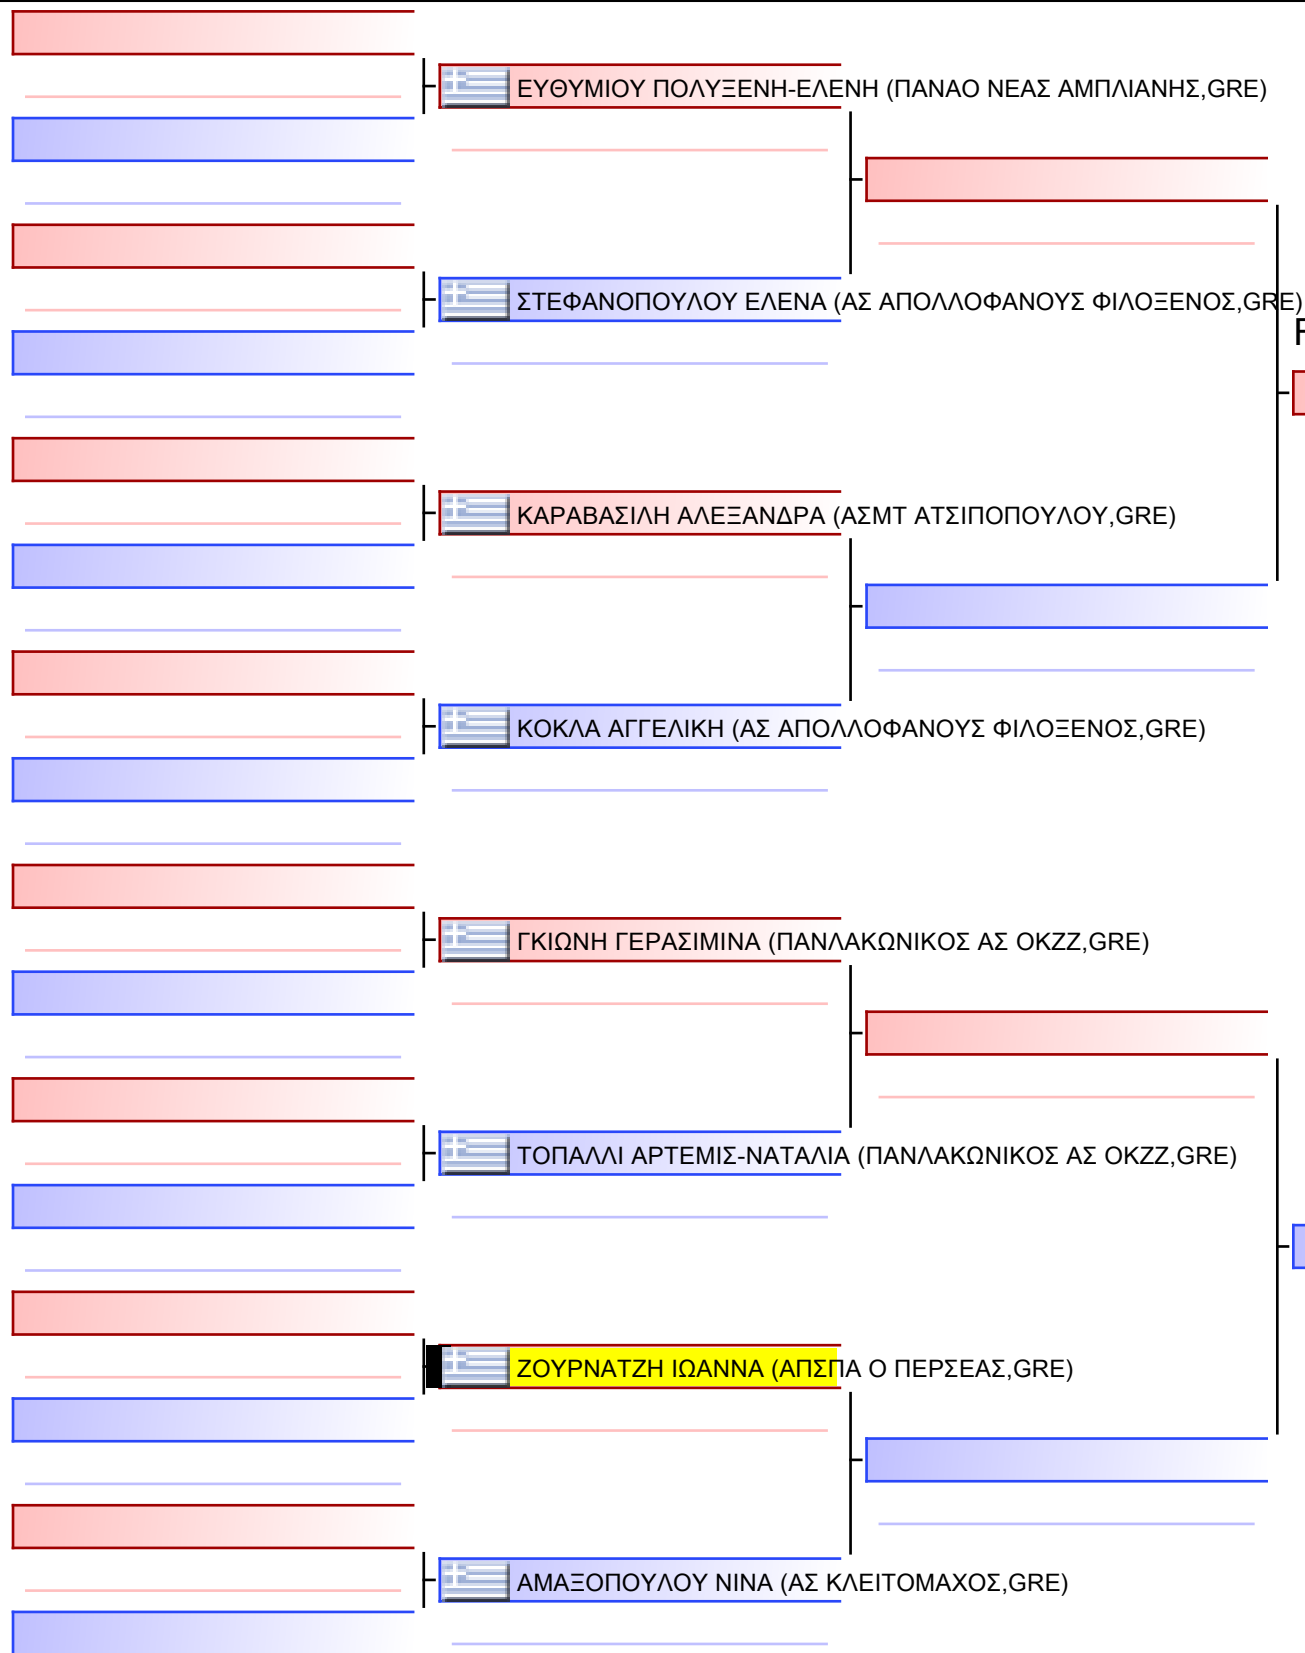 ΕΥΘΥΜΙΟΥ ΠΟΛΥΞΕΝΗ-ΕΛΕΝΗ (ΠΑΝΑΟ ΝΕΑΣ ΑΜΠΛΙΑΝΗΣ,GRE)
ΣΤΕΦΑΝΟΠΟΥΛΟΥ ΕΛΕΝΑ (ΑΣ ΑΠΟΛΛΟΦΑΝΟΥΣ ΦΙΛΟΞΕΝΟΣ,GRE)
ΚΑΡΑΒΑΣΙΛΗ ΑΛΕΞΑΝΔΡΑ (ΑΣΜΤ ΑΤΣΙΠΟΠΟΥΛΟΥ,GRE)
ΚΟΚΛΑ ΑΓΓΕΛΙΚΗ (ΑΣ ΑΠΟΛΛΟΦΑΝΟΥΣ ΦΙΛΟΞΕΝΟΣ,GRE)
ΓΚΙΩΝΗ ΓΕΡΑΣΙΜΙΝΑ (ΠΑΝΛΑΚΩΝΙΚΟΣ ΑΣ ΟΚΖΖ,GRE)
ΤΟΠΑΛΛΙ ΑΡΤΕΜΙΣ-ΝΑΤΑΛΙΑ (ΠΑΝΛΑΚΩΝΙΚΟΣ ΑΣ ΟΚΖΖ,GRE)
ΖΟΥΡΝΑΤΖΗ ΙΩΑΝΝΑ (ΑΠΣΠΑ Ο ΠΕΡΣΕΑΣ,GRE)
ΑΜΑΞΟΠΟΥΛΟΥ ΝΙΝΑ (ΑΣ ΚΛΕΙΤΟΜΑΧΟΣ,GRE)